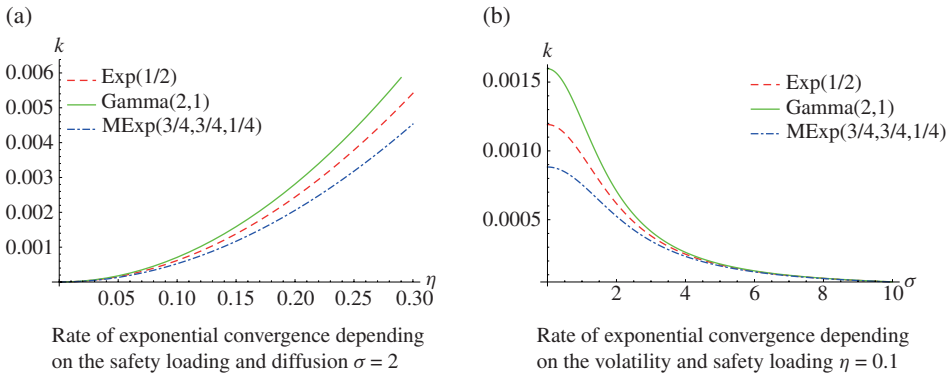 (a)
k
0.006
0.005
0.004
0.003
0.002
0.001
Exp(1/2)
Gamma(2,1)
MExp(3/4,3/4,1/4)
0.05 0.10 0.15 0.20 0.25 0.30 η
Rate of exponential convergence depending
on the safety loading and diffusion σ = 2
(b)
k
0.0015
0.0010
0.0005
Exp(1/2)
Gamma(2,1)
MExp(3/4,3/4,1/4)
2 4 6 8 10 σ
Rate of exponential convergence depending
on the volatility and safety loading η = 0.1